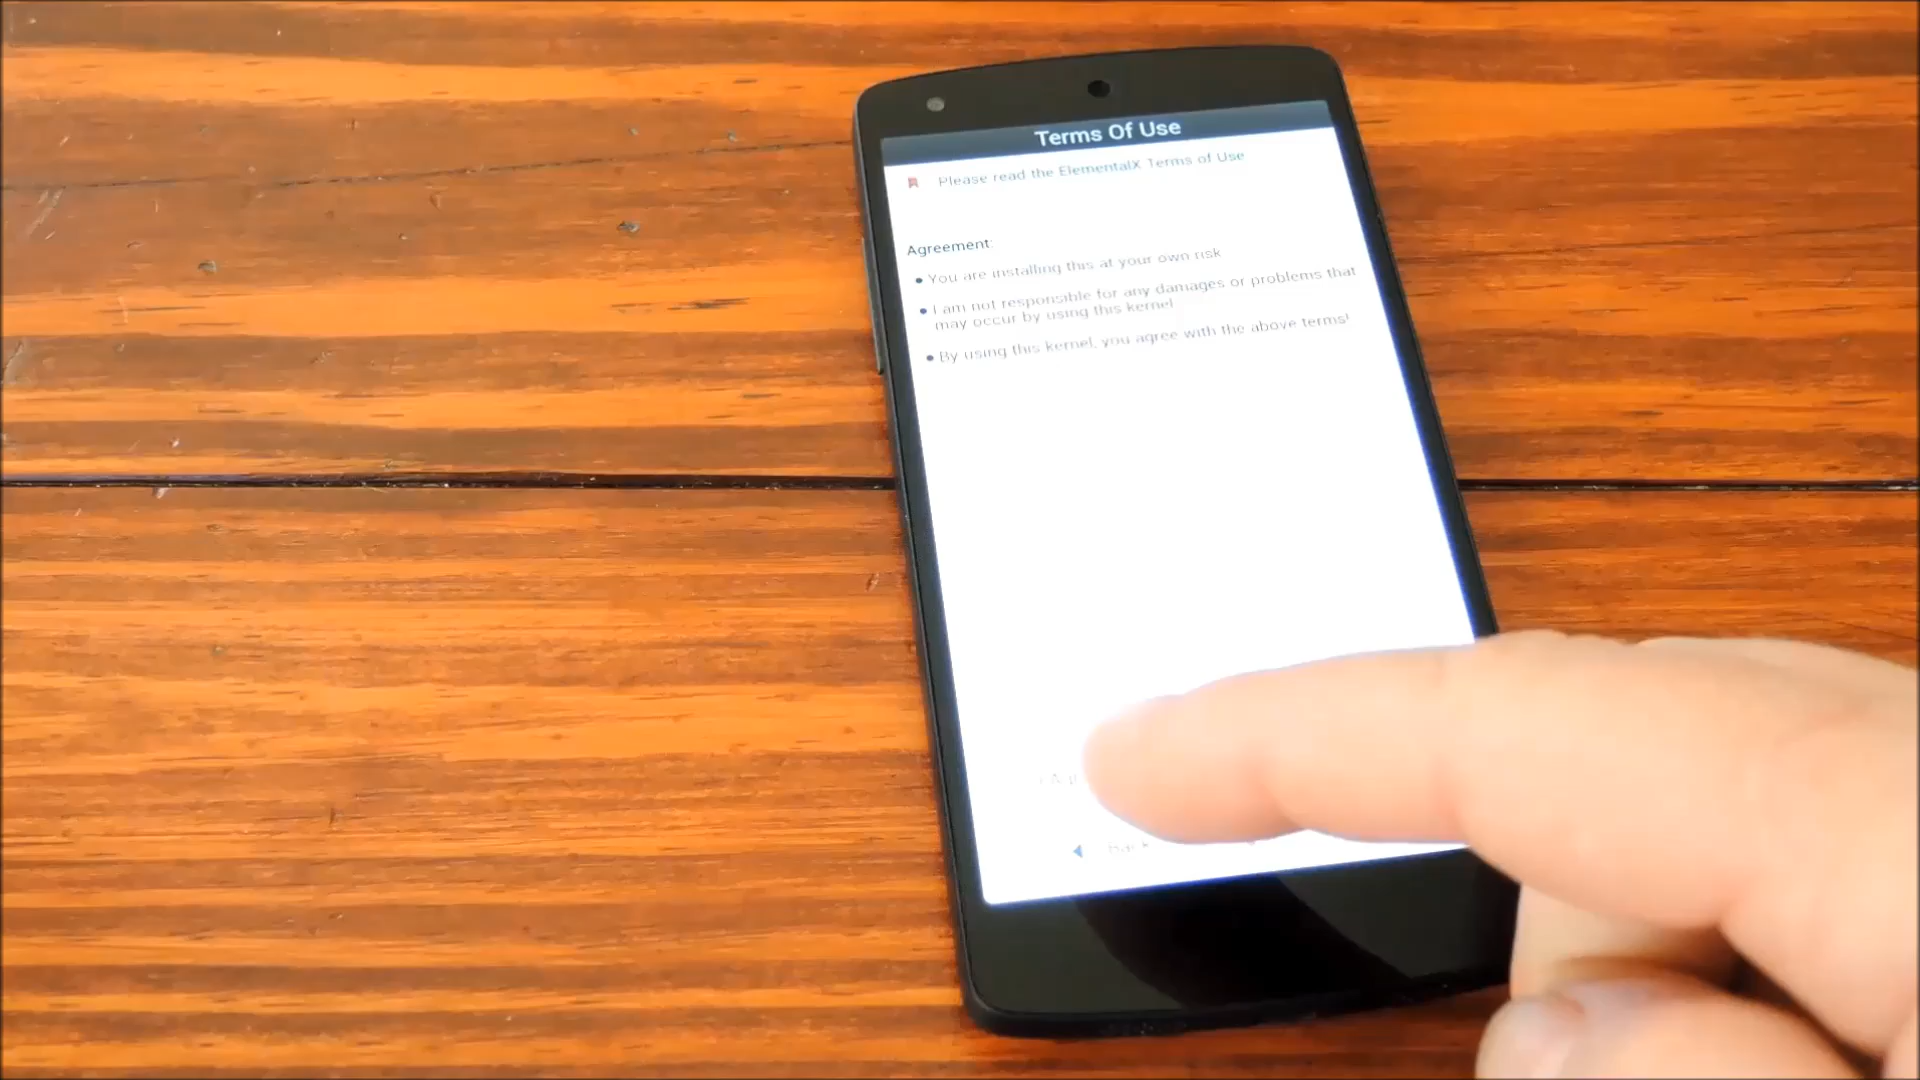 Terms Of Use
Please read the ElementalX Terms of Use
Agreement:
• You are installing this at your own risk
• I am not responsible for any damages or problems that
may occur by using this kernel
• By using this kernel, you agree with the above terms!